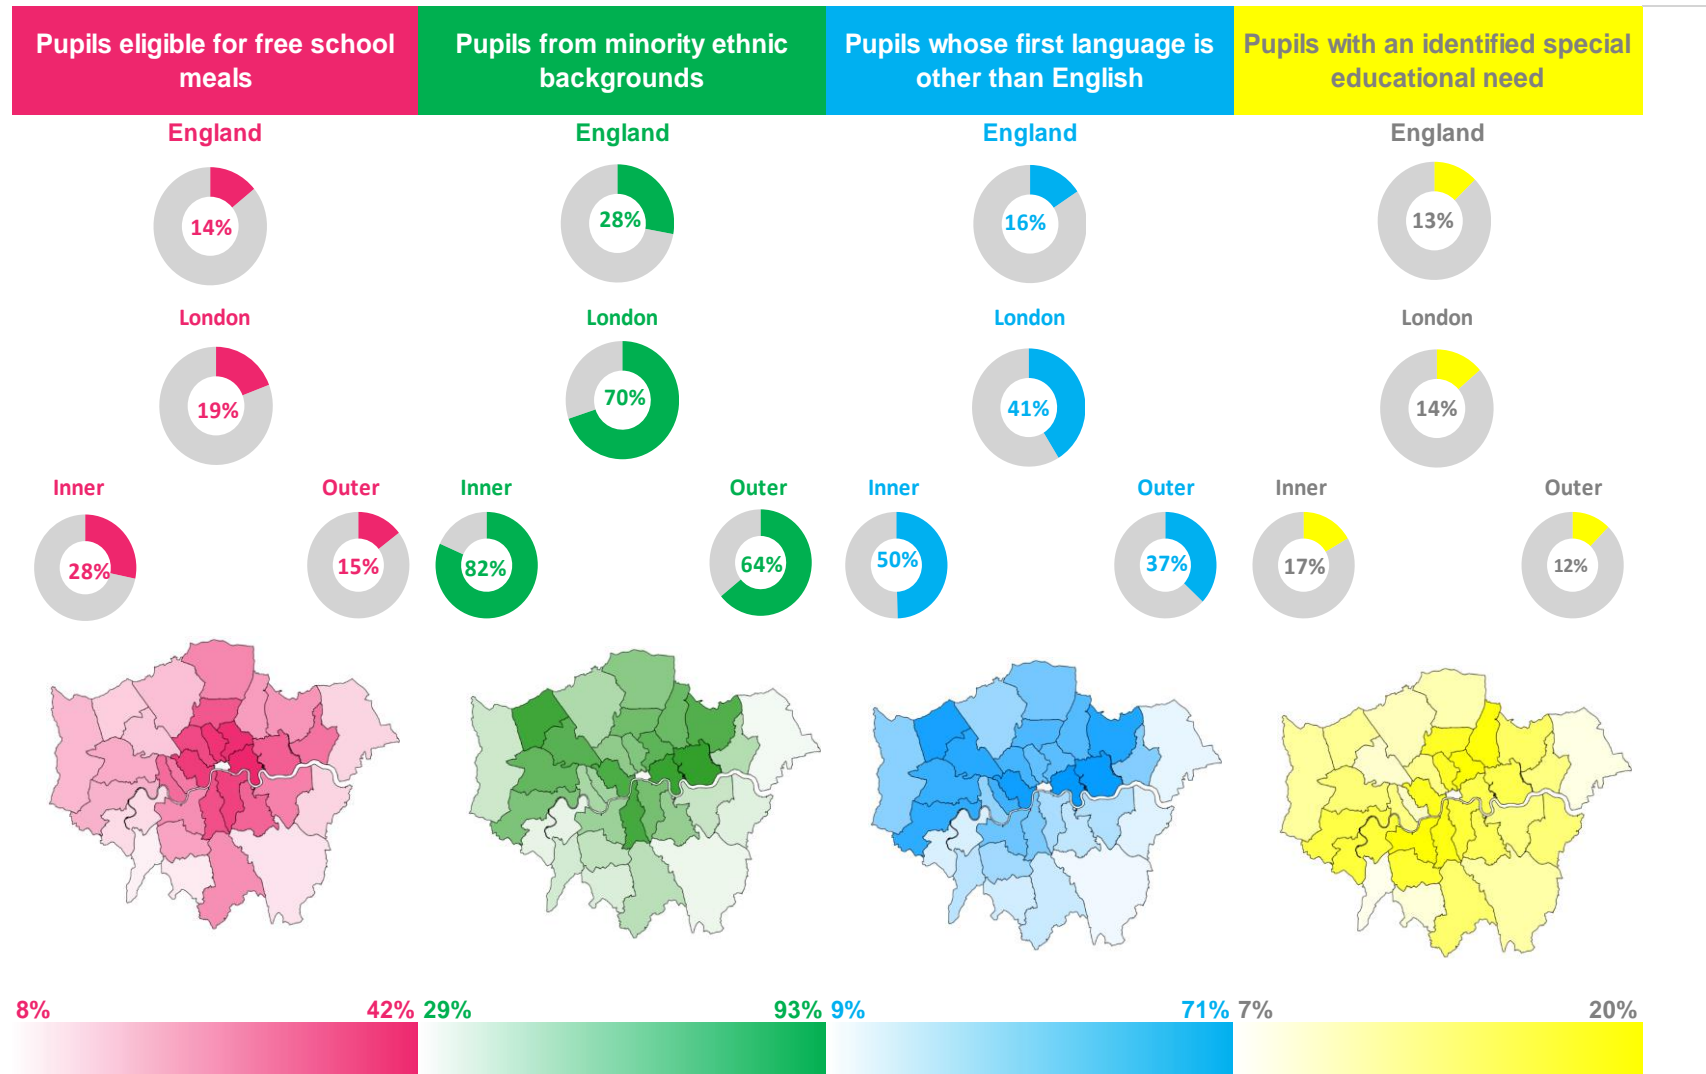 Pupils eligible for free school
meals
Pupils from minority ethnic
backgrounds
Pupils whose first language is
other than English
Pupils with an identified special
educational need
England
England
England
England
14%
28%
16%
13%
London
London
London
London
19%
70%
41%
14%
Inner
Outer
Inner
Outer
Inner
Outer
Inner
Outer
28%
15%
82%
64%
50%
37%
17%
12%
8%
42%
29%
93%
9%
71%
7%
20%